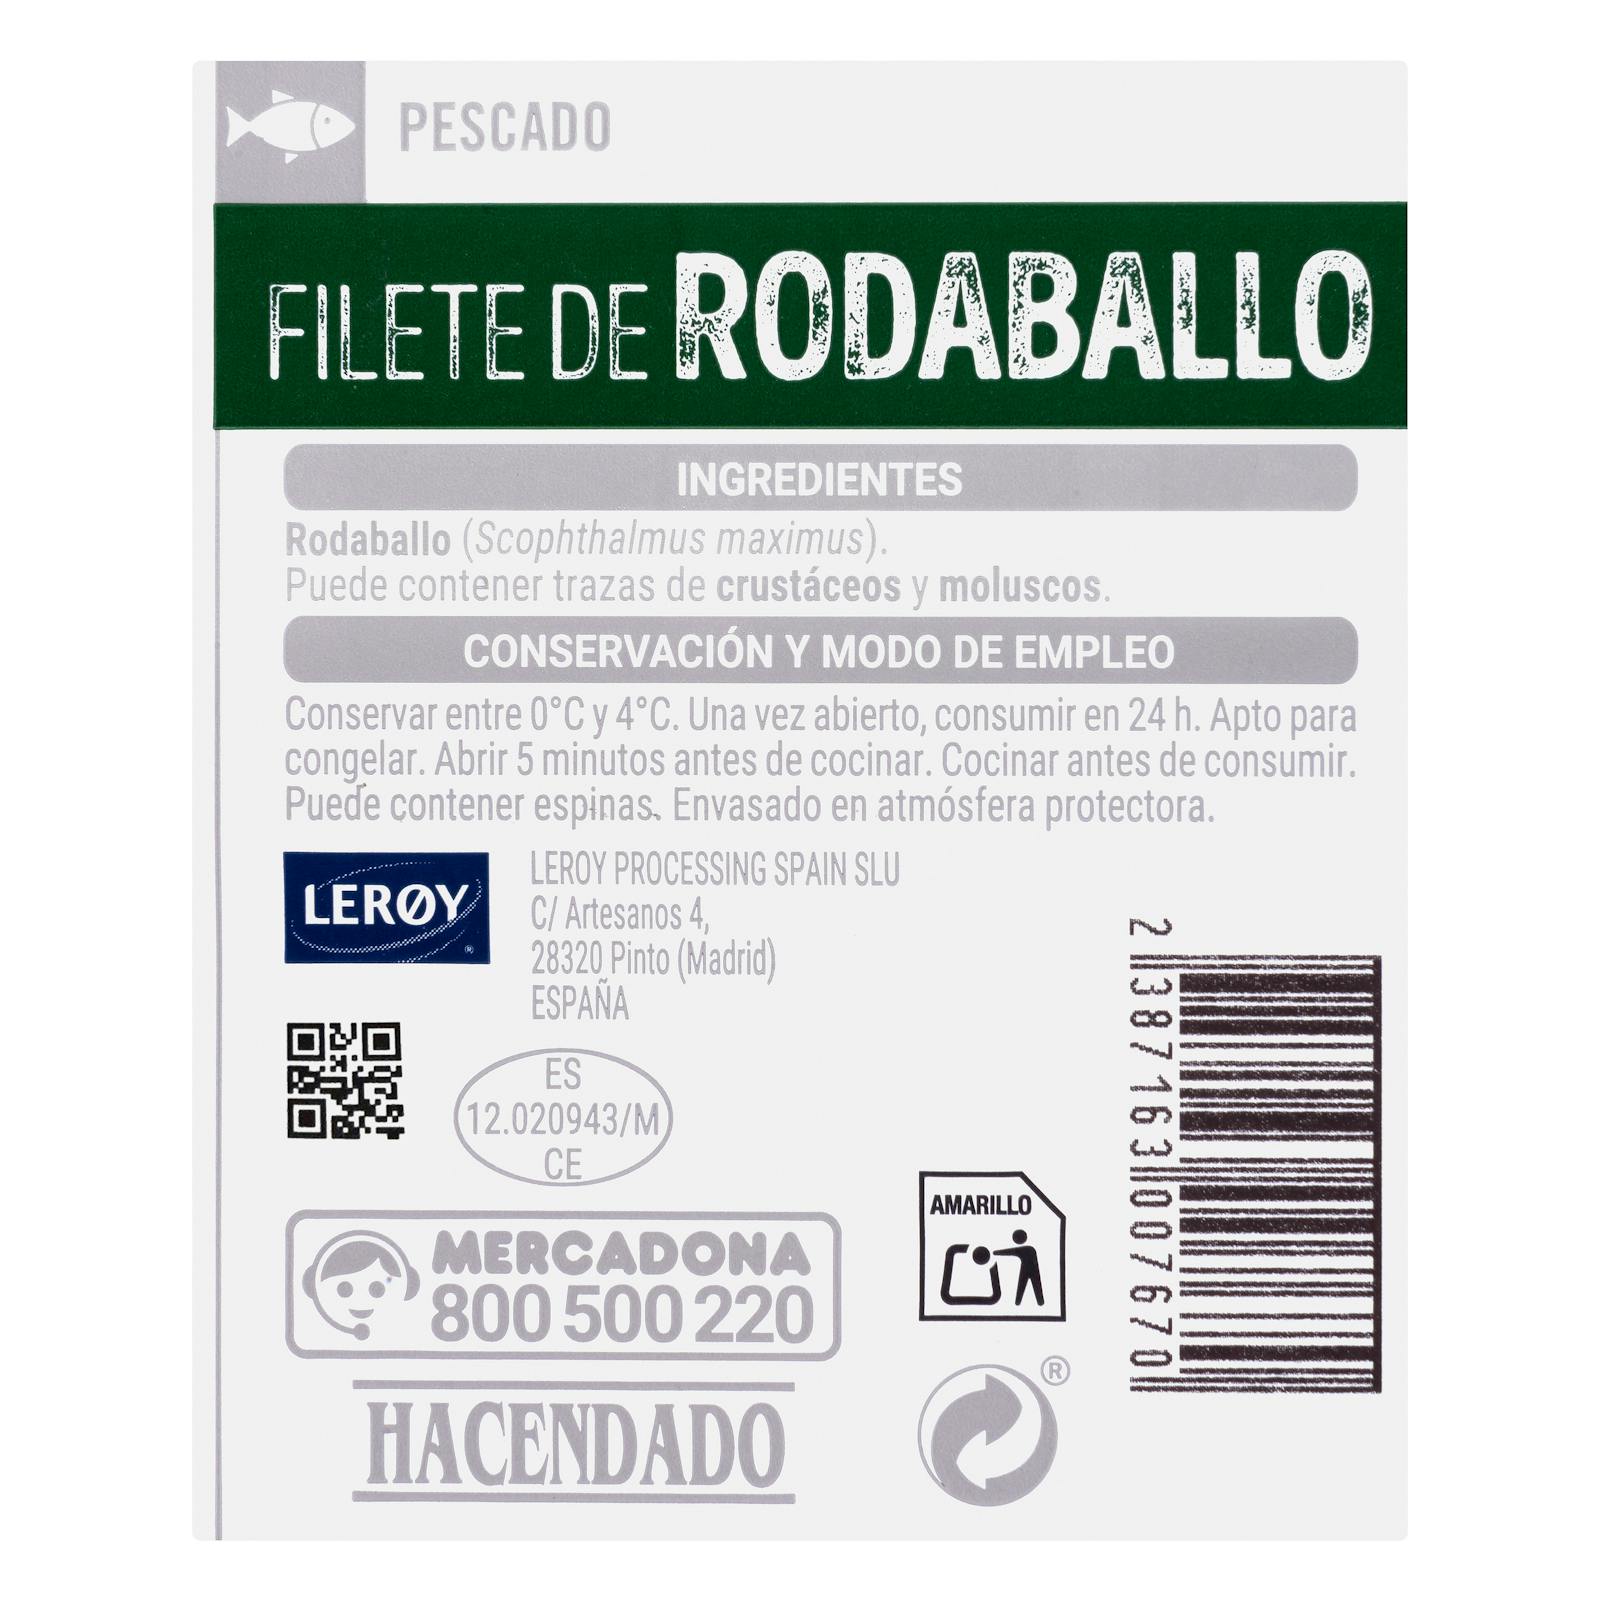 PESCADO
FILETE DE RODABALLO
INGREDIENTES
Rodaballo (Scophthalmus maximus).
Puede contener trazas de crustáceos y moluscos.
CONSERVACIÓN Y MODO DE EMPLEO
Conservar entre 0°C y 4°C. Una vez abierto, consumir en 24 h. Apto para
congelar. Abrir 5 minutos antes de cocinar. Cocinar antes de consumir.
Puede contener espinas. Envasado en atmósfera protectora.
LERØY
®
LEROY PROCESSING SPAIN SLU
C/ Artesanos 4,
28320 Pinto (Madrid)
ESPAÑA
ES
12.020943/M
CE
MERCADONA
800 500 220
HACENDADO
AMARILLO
®
2 387163 007670